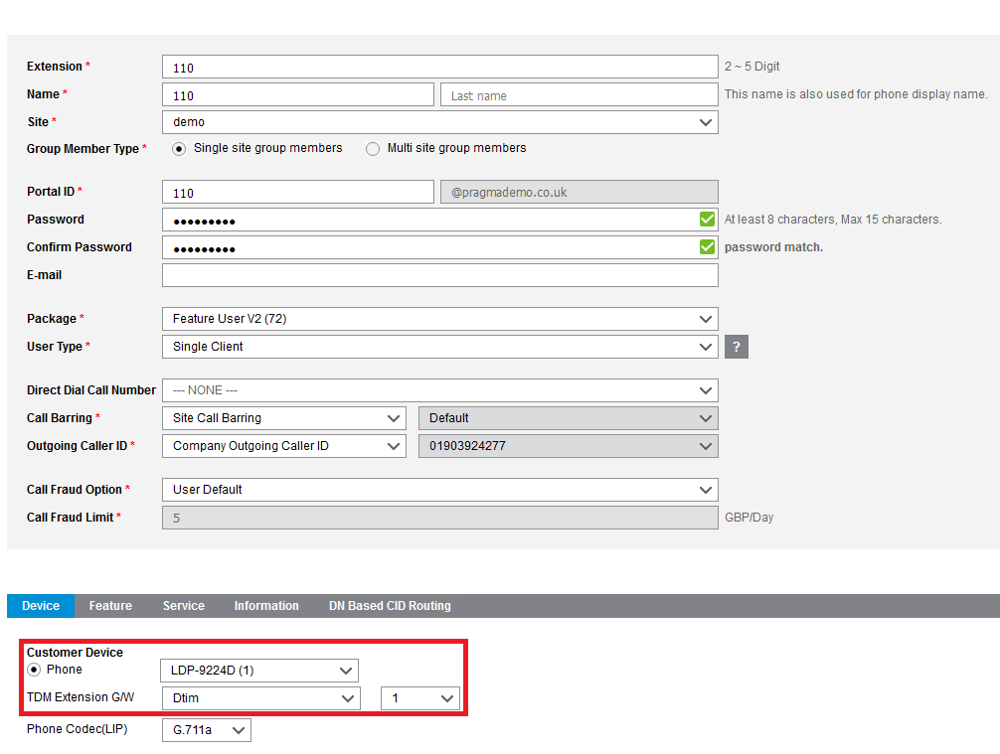 Extension * 110 2 ~ 5 Digit
Name * 110 Last name This name is also used for phone display name.
Site * demo
Group Member Type * Single site group members Multi site group members
Portal ID * 110 @pragmademo.co.uk
Password ●●●●●●●●● At least 8 characters, Max 15 characters.
Confirm Password ●●●●●●●●● password match.
E-mail
Package * Feature User V2 (72)
User Type * Single Client ?
Direct Dial Call Number --- NONE ---
Call Barring * Site Call Barring Default
Outgoing Caller ID * Company Outgoing Caller ID 01903924277
Call Fraud Option * User Default
Call Fraud Limit * 5 GBP/Day
Device Feature Service Information DN Based CID Routing
Customer Device
Phone LDP-9224D (1)
TDM Extension G/W Dtim 1
Phone Codec(LIP) G.711a